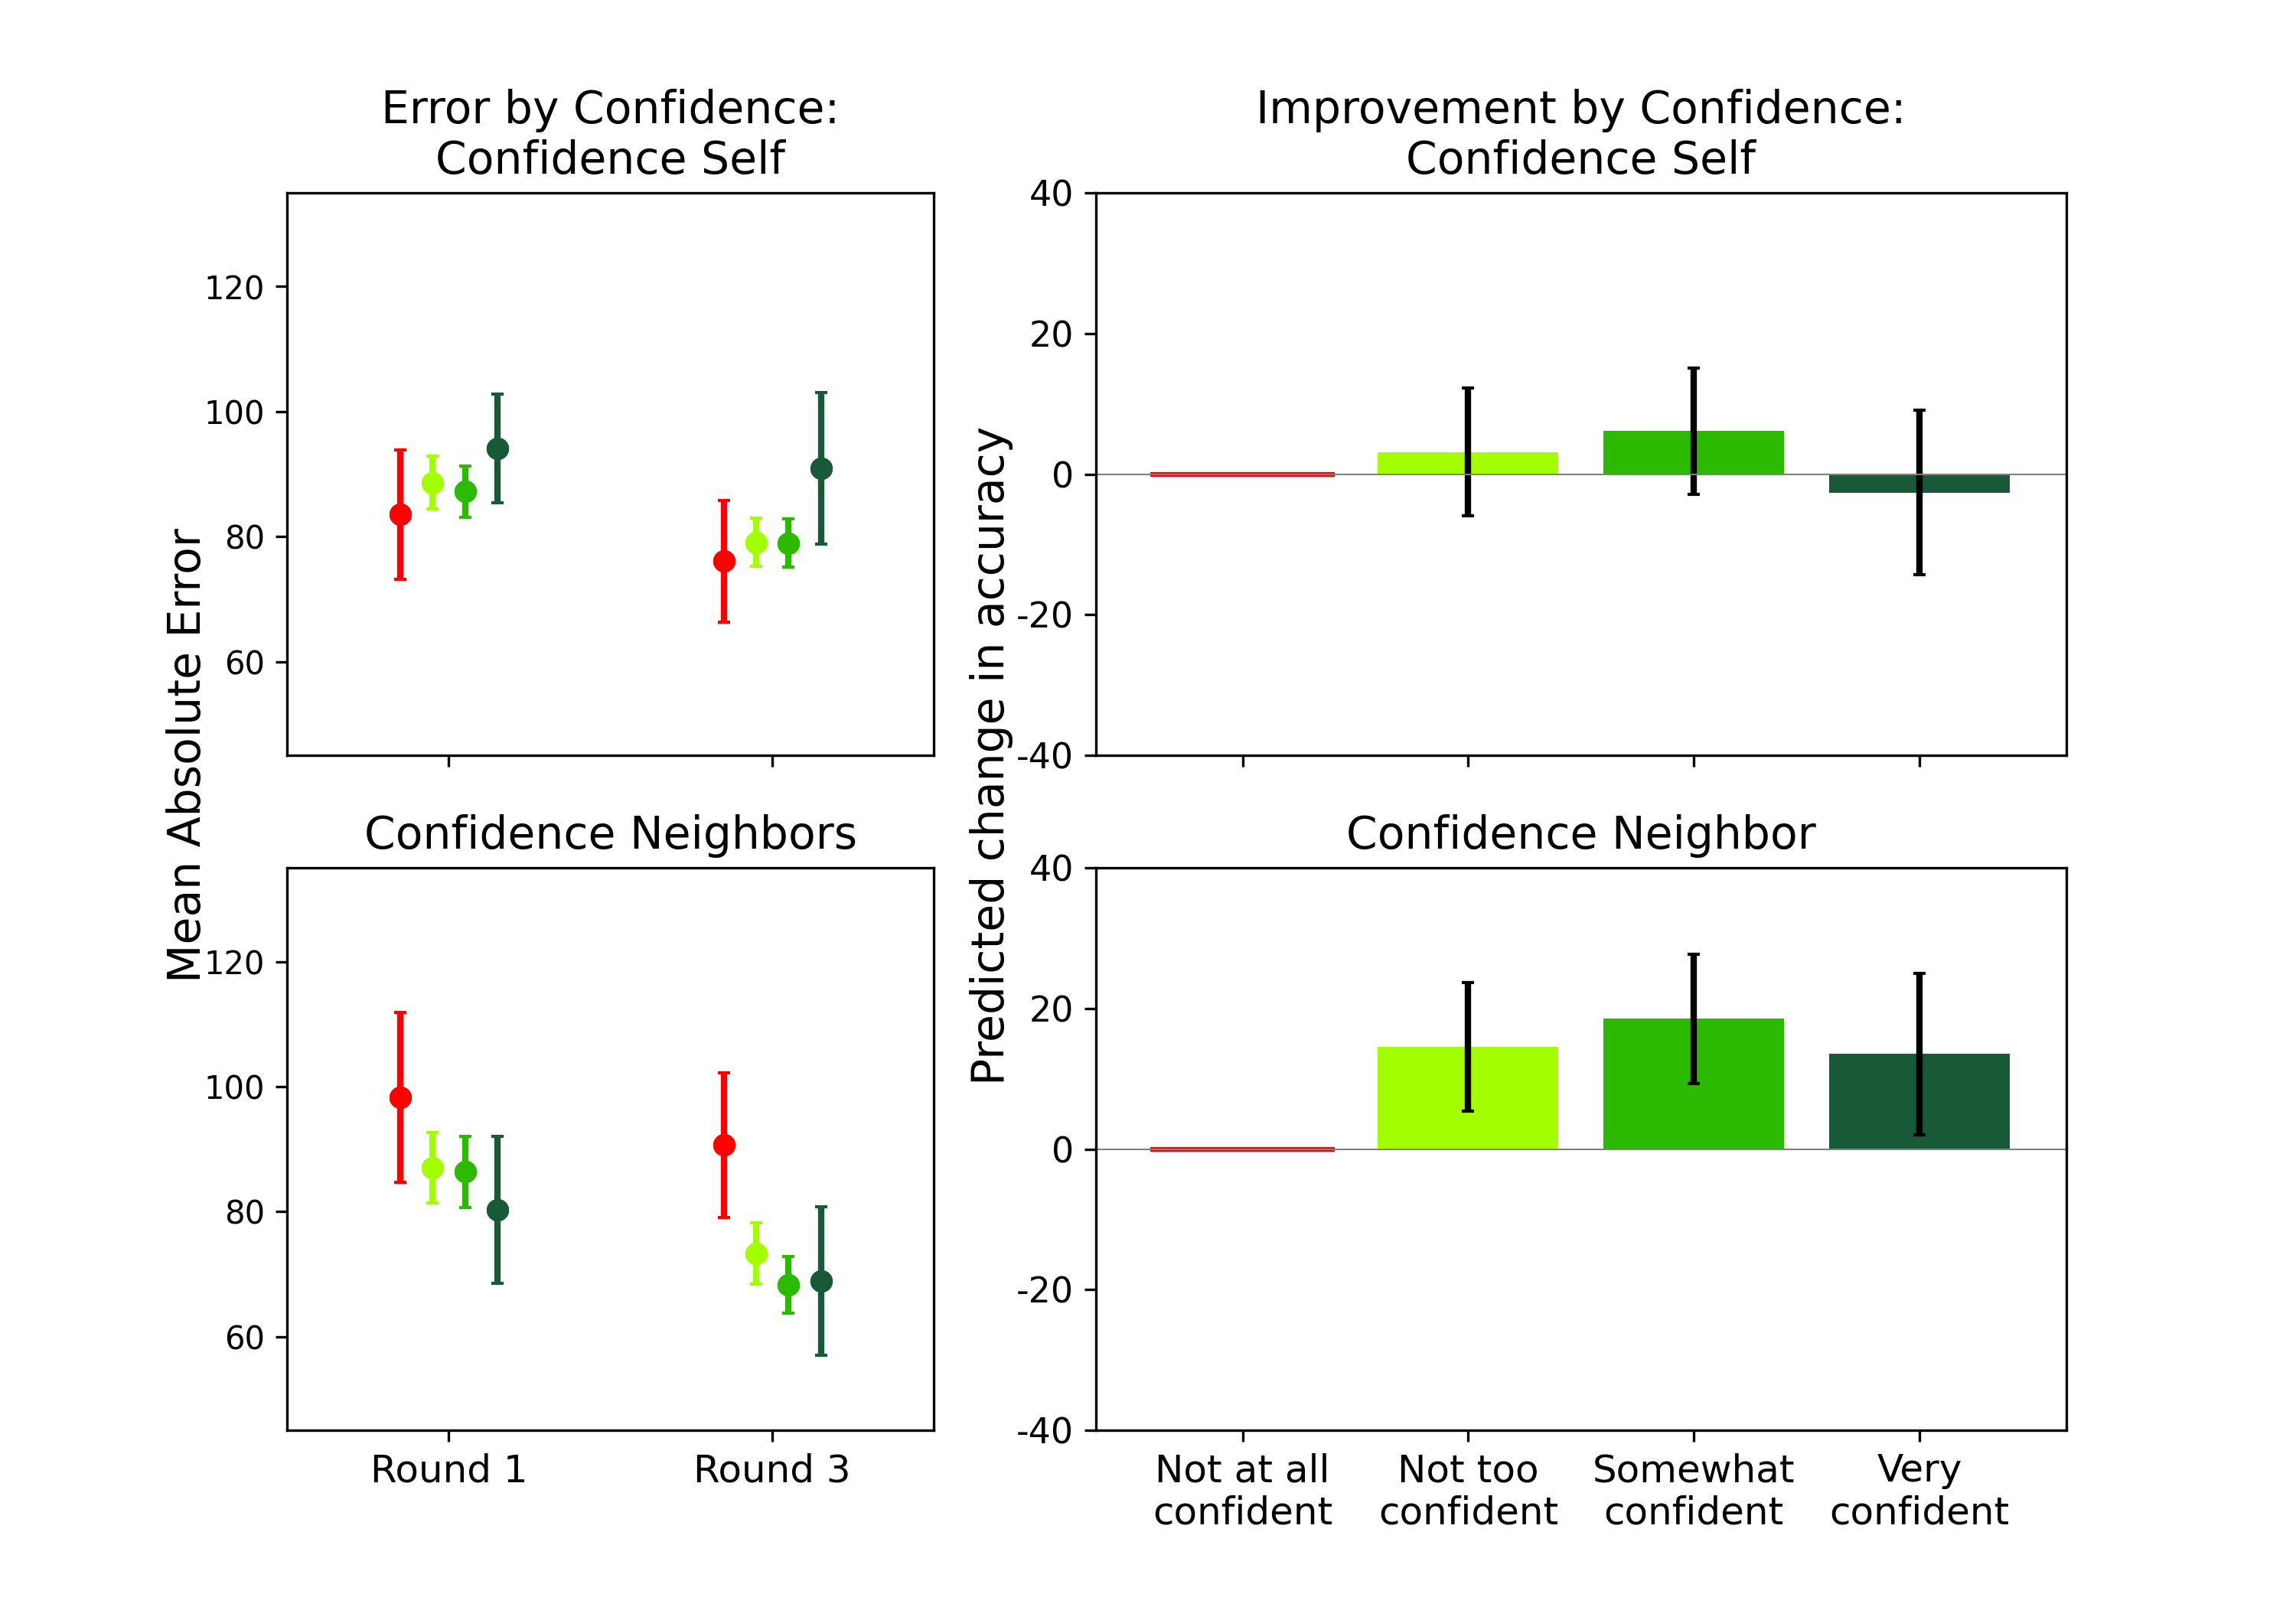 Error by Confidence:
Confidence Self
Improvement by Confidence:
Confidence Self
Mean Absolute Error
120
100
80
60
Predicted change in accuracy
40
20
0
-20
-40
Confidence Neighbors
120
100
80
60
Round 1
Round 3
Confidence Neighbor
40
20
0
-20
-40
Not at all
confident
Not too
confident
Somewhat
confident
Very
confident